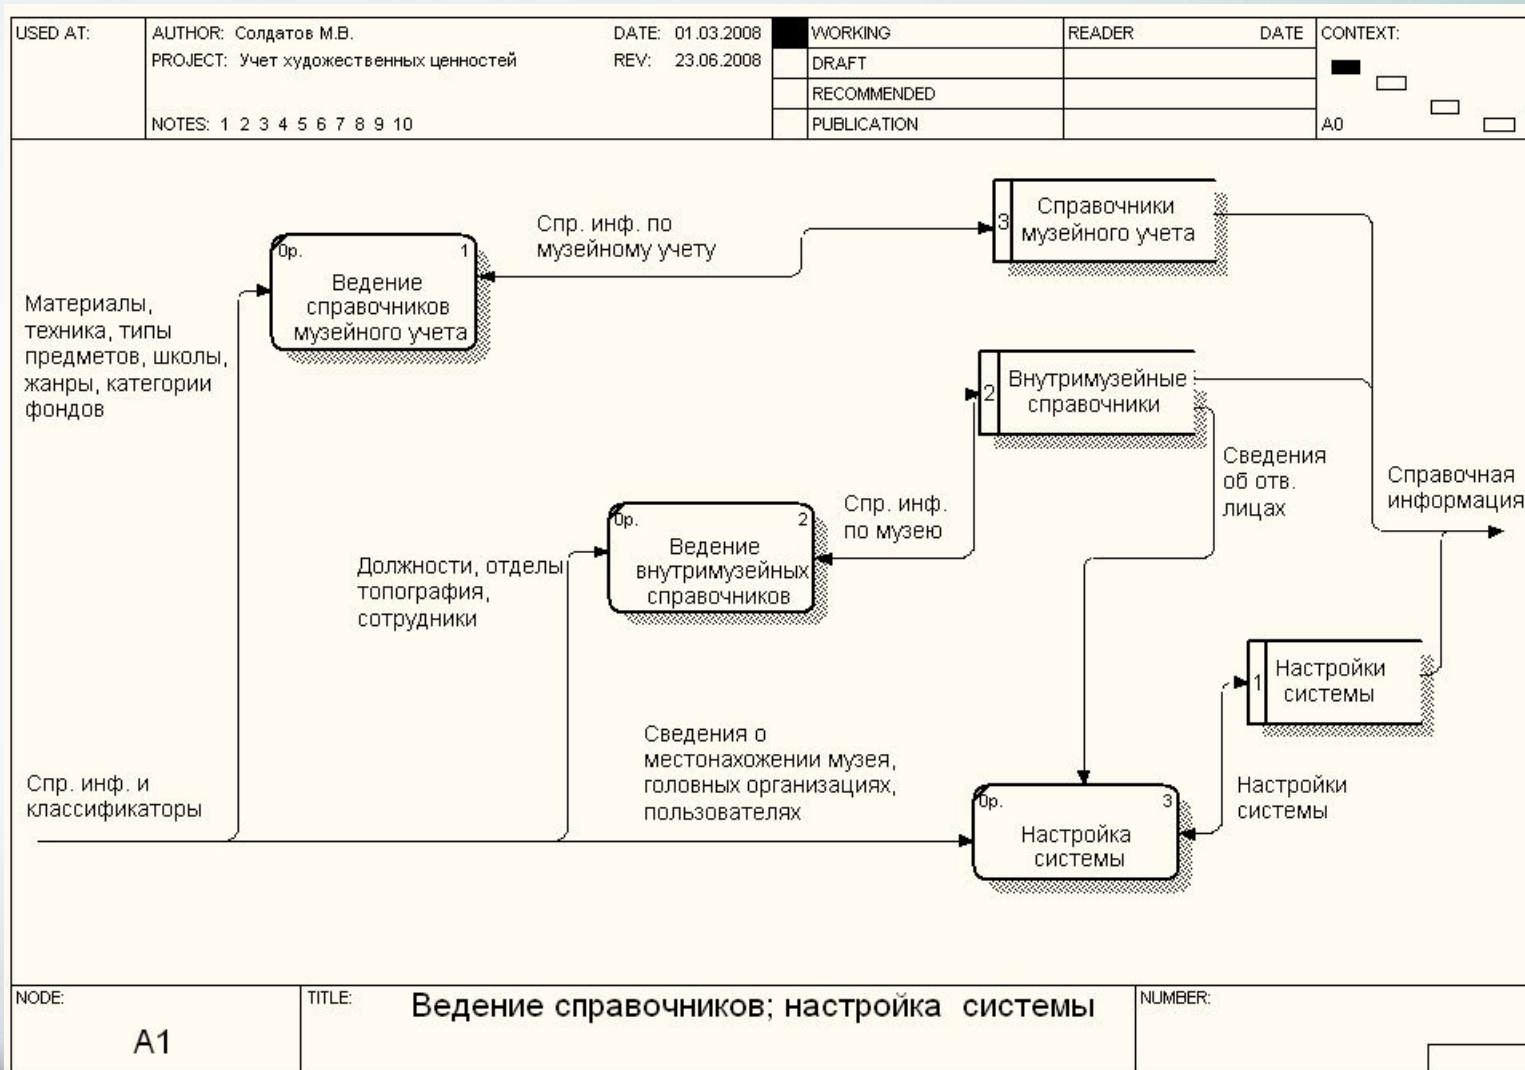 USED AT:
AUTHOR: Солдатов М.В.
DATE: 01.03.2008
PROJECT: Учет художественных ценностей
REV: 23.06.2008
NOTES: 1 2 3 4 5 6 7 8 9 10
WORKING
DRAFT
RECOMMENDED
PUBLICATION
READER
DATE
CONTEXT:
A0
3
Справочники
музейного учета
Спр. инф. по
музейному учету
0р.
1
Ведение
справочников
музейного учета
Материалы,
техника, типы
предметов, школы,
жанры, категории
фондов
2
Внутримузейные
справочники
Сведения
об отв.
лицах
Справочная
информация
Спр. инф.
по музею
0р.
2
Ведение
внутримузейных
справочников
Должности, отделы
топография,
сотрудники
1
Настройки
системы
Сведения о
местонахожении музея,
головных организациях,
пользователях
Спр. инф. и
классификаторы
Настройки
системы
0р.
3
Настройка
системы
NODE:
A1
TITLE:
Ведение справочников; настройка системы
NUMBER: